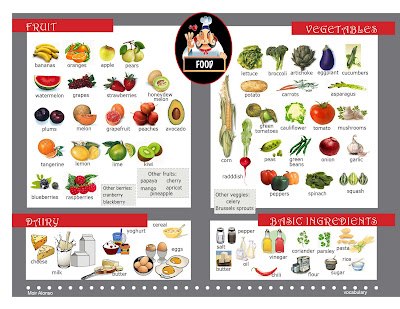 FRUIT
FOOD
VEGETABLES
bananas oranges apple pears
watermelon grapes strawberries honeydew melon
plums melon grapefruit peaches avocado
tangerine lemon lime kiwi
blueberries raspberries
Other berries:
cranberry
blackberry
Other fruits:
papaya cherry
mango apricot
pineapple
lettuce broccoli artichoke eggplant cucumbers
potato carrots asparagus
corn green tomatoes cauliflower tomato mushrooms
peas green beans onion garlic
radddish
peppers spinach squash
Other veggies:
celery
Brussels sprouts
DAIRY
cheese milk butter yoghurt cereal eggs
BASIC INGREDIENTS
salt pepper vinegar coriander parsley pasta
butter oil chili flour sugar rice
Mair Alonso
vocabulary